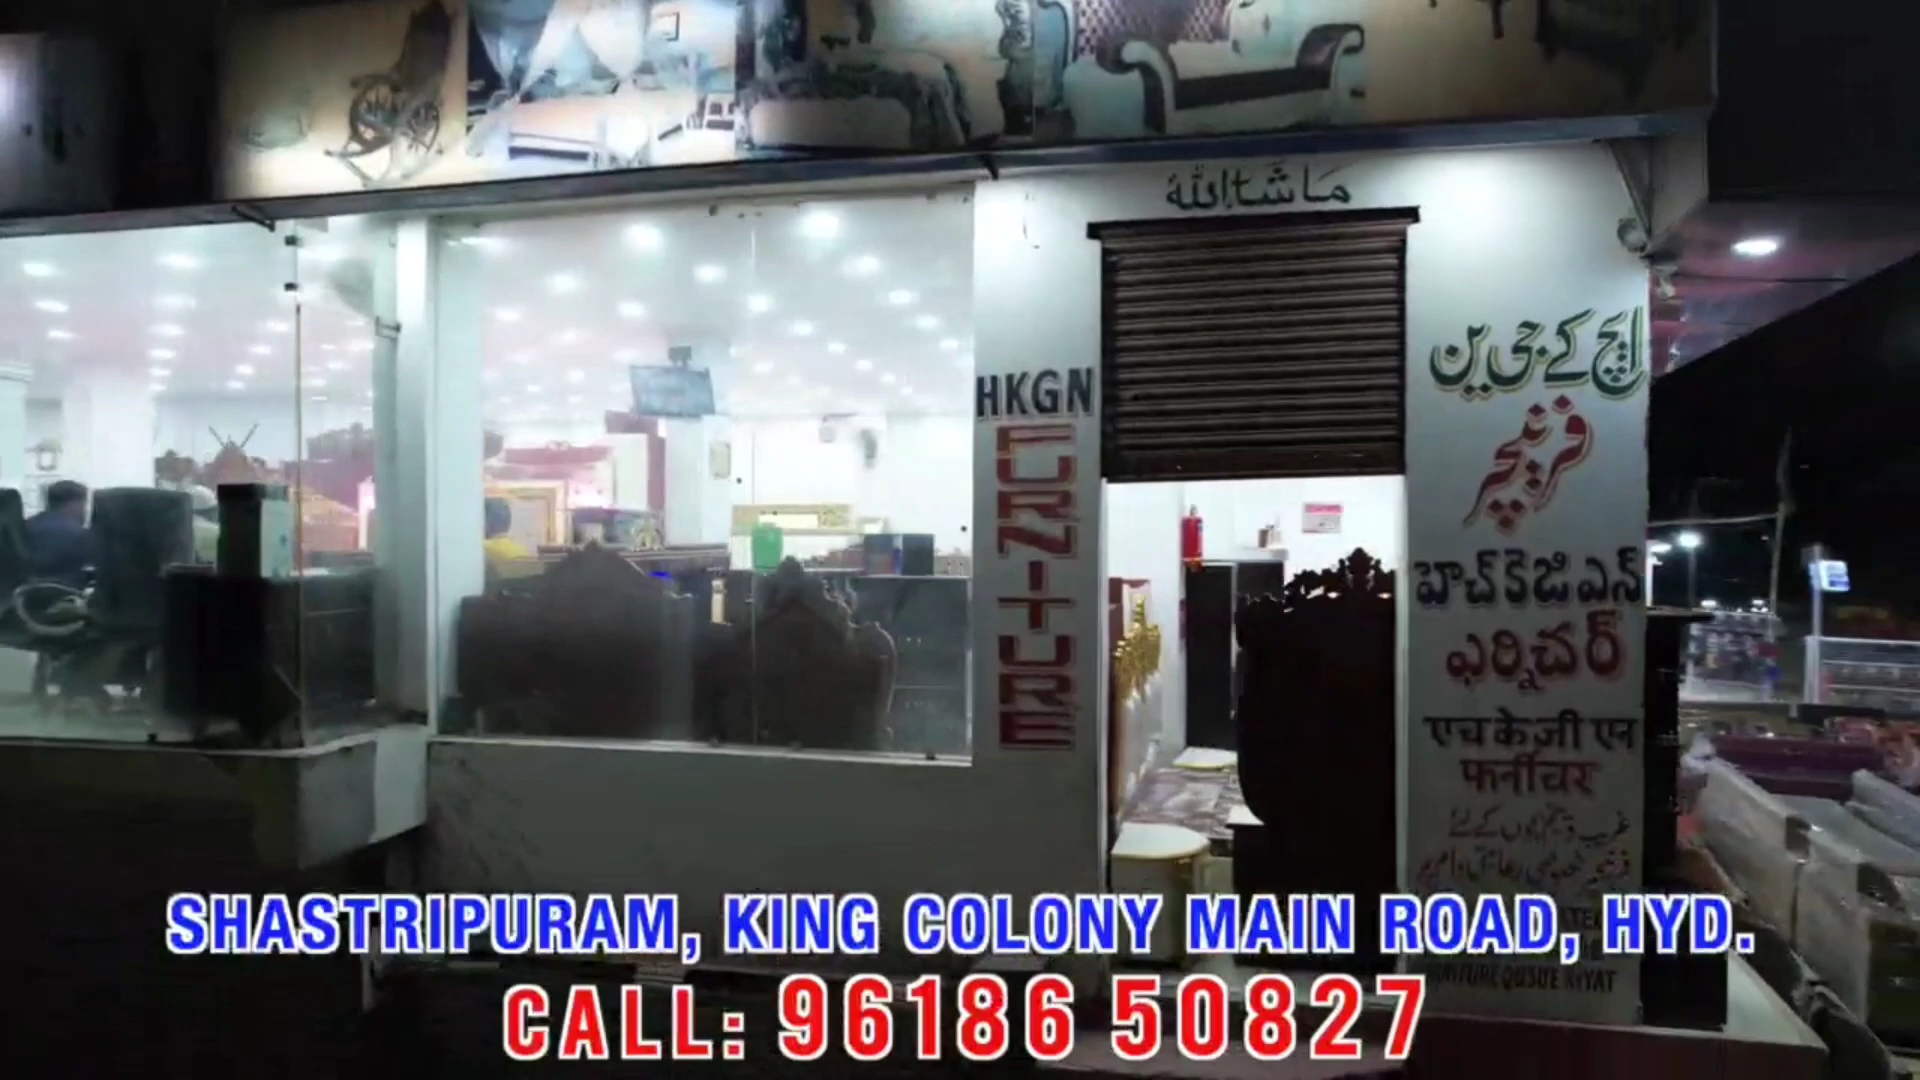 ماشاءالله
HKGN
FURNITURE
ایچ کے جی ین
فرنیچر
హెచ్ కె జి ఎన్
ఫర్నిచర్
एच के जी एन
फर्नीचर
SHASTRIPURAM, KING COLONY MAIN ROAD, HYD.
CALL: 96186 50827